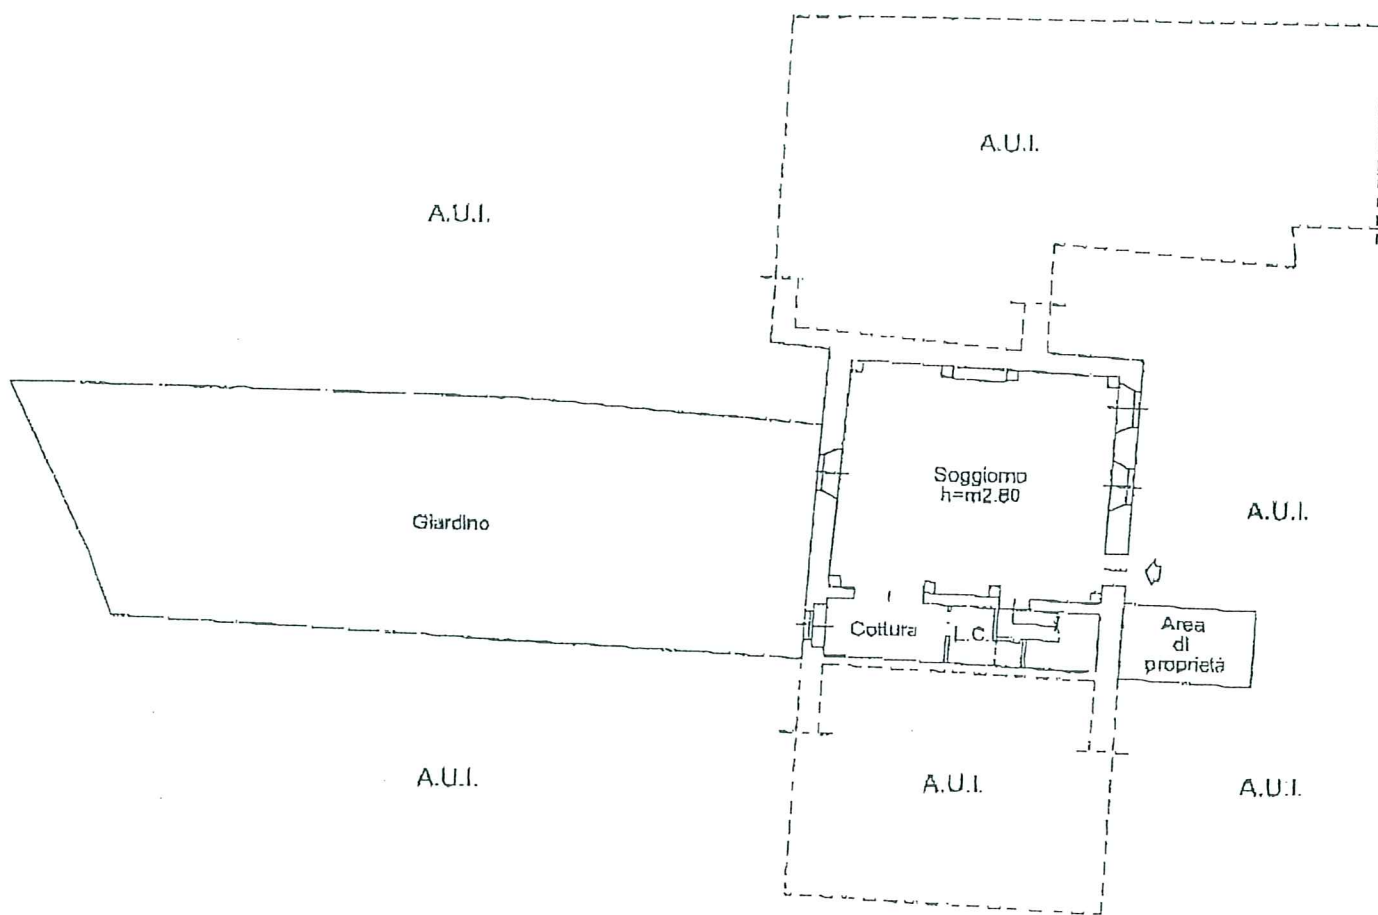 A.U.I.
A.U.I.
Soggiorno
h=m2.80
A.U.I.
Giardino
Cottura
L.C.
Area
di
proprietà
A.U.I.
A.U.I.
A.U.I.